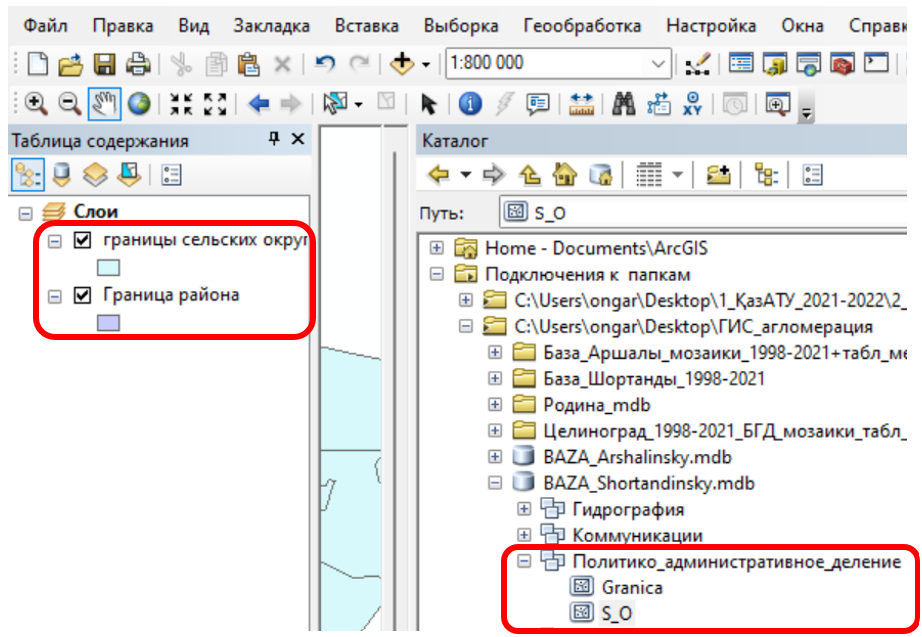 Файл Правка Вид Закладка Вставка Выборка Геообработка Настройка Окна Справк
1:800 000
Таблица содержания
Слои
границы сельских округ
Граница района
Каталог
Путь: S_O
Home - Documents\ArcGIS
Подключения к папкам
C:\Users\ongar\Desktop\1_ҚазАТУ_2021-2022\2_
C:\Users\ongar\Desktop\ГИС_агломерация
База_Аршалы_мозаики_1998-2021+табл_ме
База_Шортанды_1998-2021
Родина_mdb
Целиноград_1998-2021_БГД_мозаики_табл_
BAZA_Arshalinsky.mdb
BAZA_Shortandinsky.mdb
Гидрография
Коммуникации
Политико_административное_деление
Granica
S_O